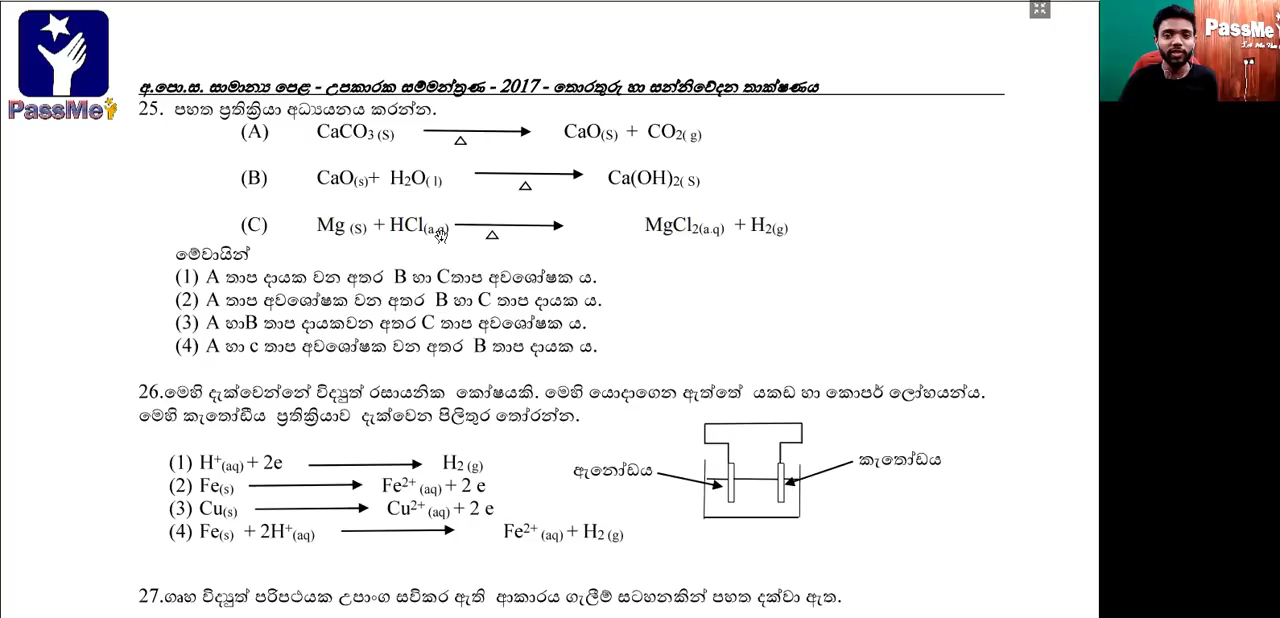 PassMe
PassMe
අ.පො.ස. සාමාන්‍ය පෙළ - උපකාරක සම්මන්ත්‍රණ - 2017 - තොරතුරු හා සන්නිවේදන තාක්ෂණය
25. පහත ප්‍රතික්‍රියා අධ්‍යයනය කරන්න.
(A) CaCO3 (S) △ CaO(S) + CO2( g)
(B) CaO(s)+ H2O( l) △ Ca(OH)2( S)
(C) Mg (S) + HCl(a.q) △ MgCl2(a.q) + H2(g)
මේවායින්
(1) A තාප දායක වන අතර B හා Cතාප අවශෝෂක ය.
(2) A තාප අවශෝෂක වන අතර B හා C තාප දායක ය.
(3) A හාB තාප දායකවන අතර C තාප අවශෝෂක ය.
(4) A හා c තාප අවශෝෂක වන අතර B තාප දායක ය.
26.මෙහි දැක්වෙන්නේ විද්‍යුත් රසායනික කෝෂයකි. මෙහි යොදාගෙන ඇත්තේ යකඩ හා කොපර් ලෝහයන්ය.
මෙහි කැතෝඩීය ප්‍රතික්‍රියාව දැක්වෙන පිලිතුර තෝරන්න.
(1) H+(aq) + 2e H2 (g)
(2) Fe(s) Fe2+ (aq) + 2 e
(3) Cu(s) Cu2+ (aq) + 2 e
(4) Fe(s) + 2H+(aq) Fe2+ (aq) + H2 (g)
ඇනෝඩය
කැතෝඩය
27.ගෘහ විද්‍යුත් පරිපථයක උපාංග සවිකර ඇති ආකාරය ගැලීම් සටහනකින් පහත දක්වා ඇත.